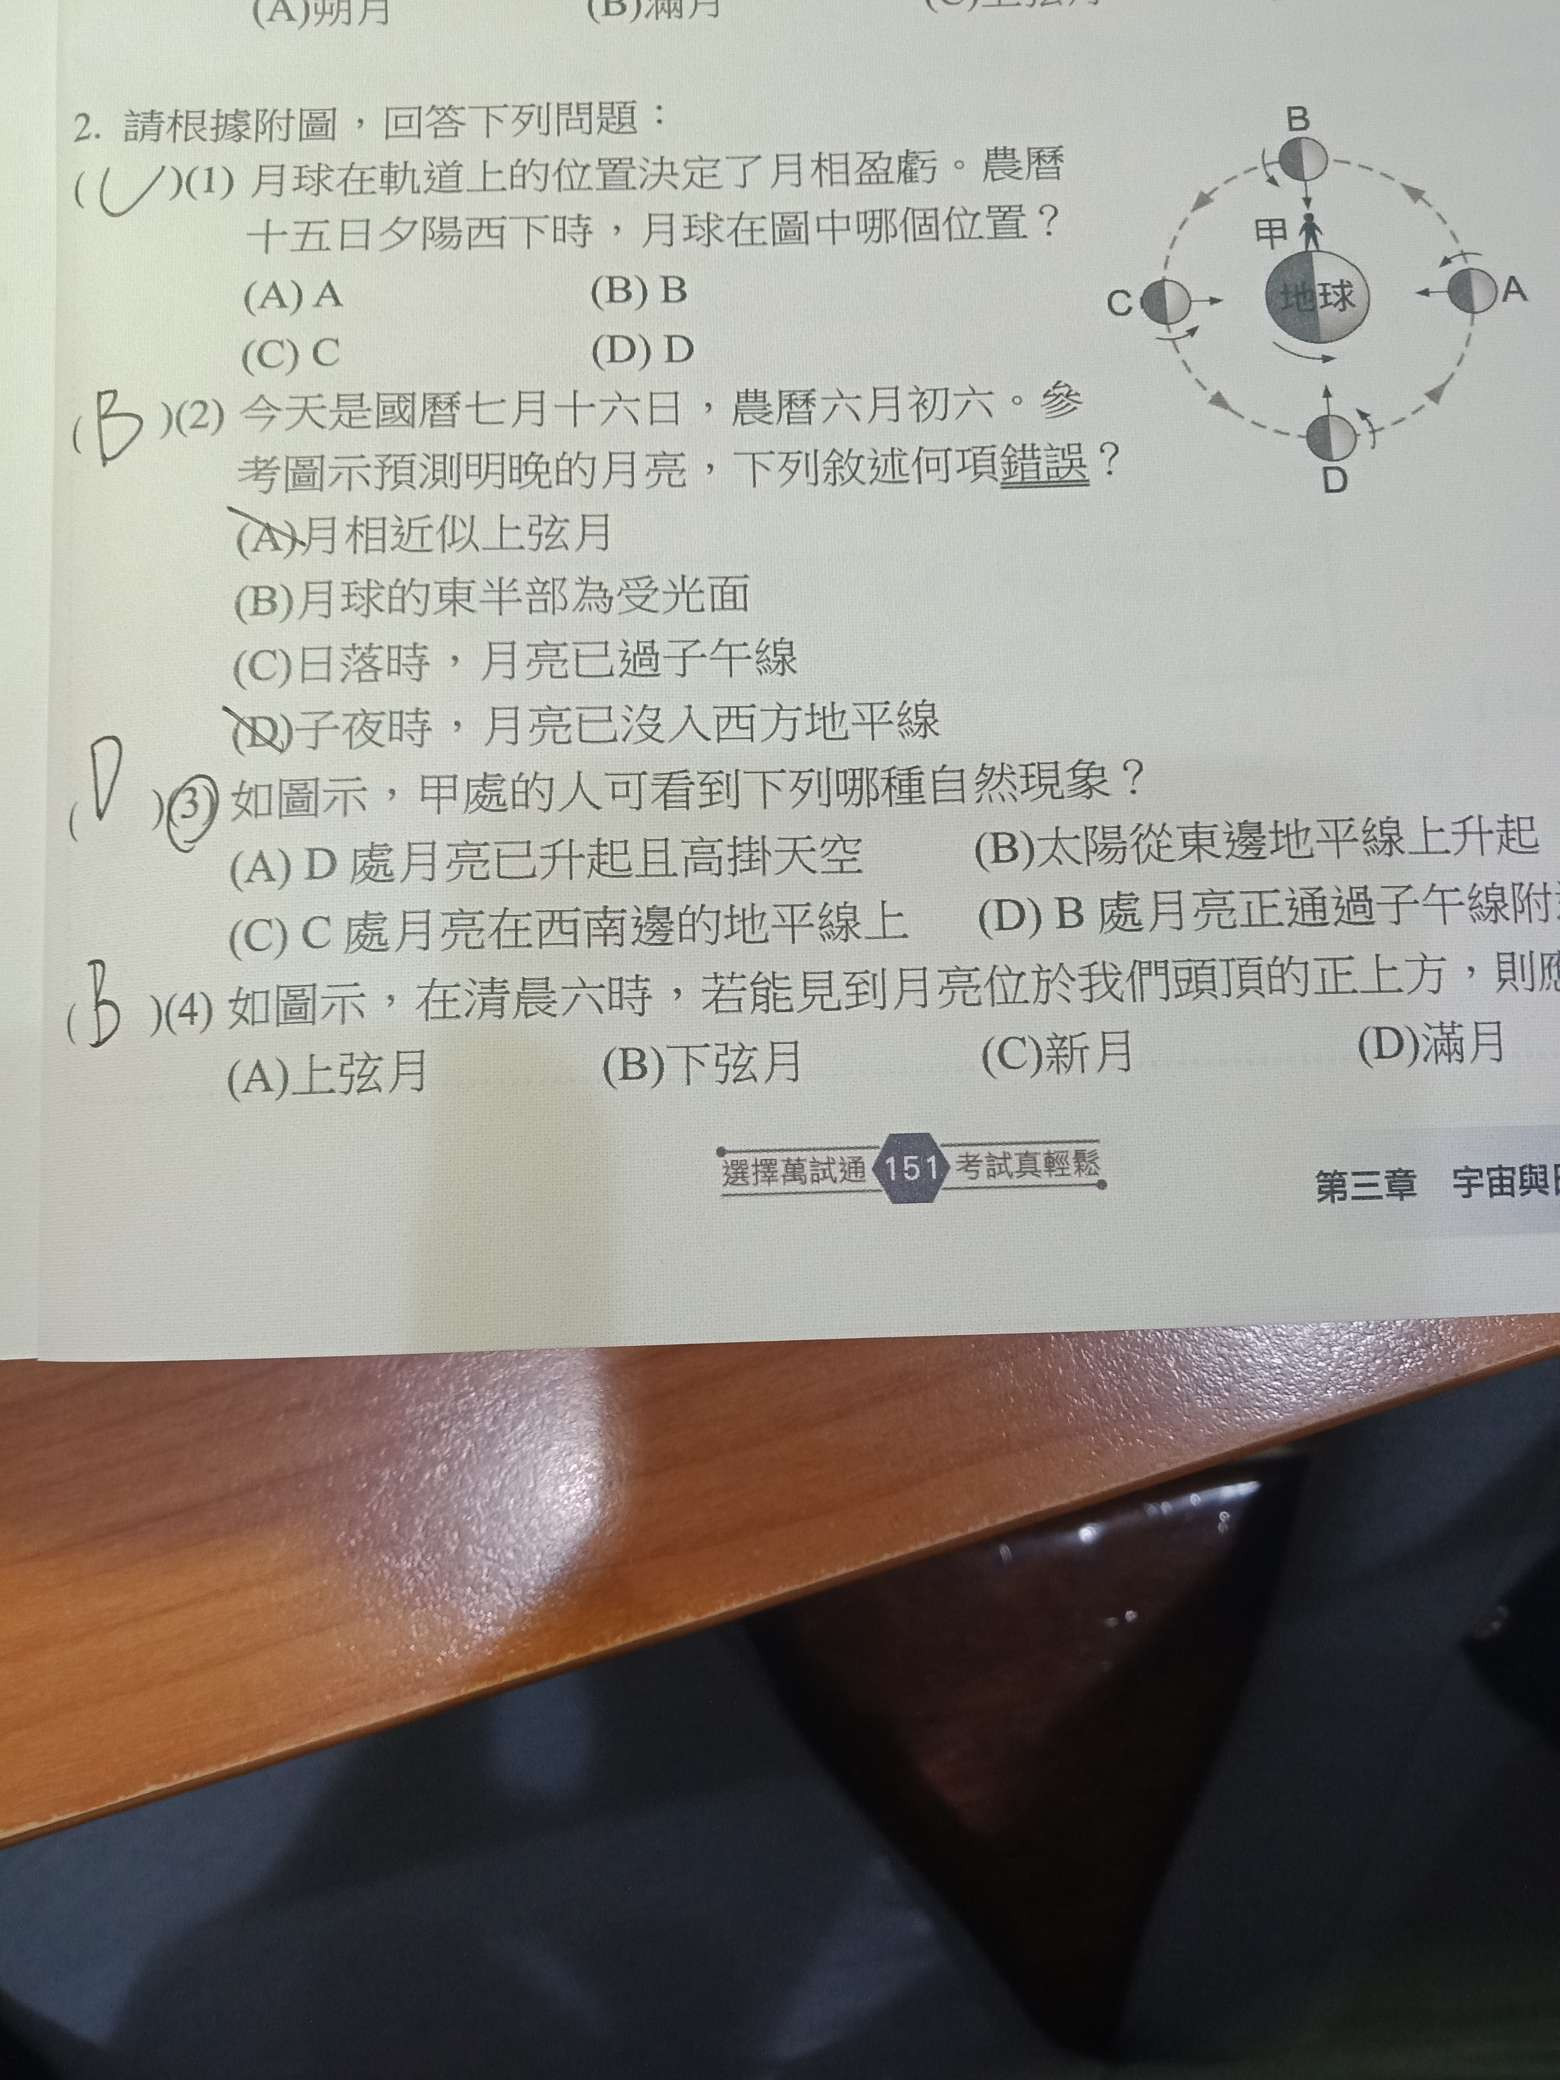 (A)朔月 (B)滿月
2. 請根據附圖，回答下列問題：
( C )(1) 月球在軌道上的位置決定了月相盈虧。農曆
十五日夕陽西下時，月球在圖中哪個位置？
(A) A (B) B
(C) C (D) D
( B )(2) 今天是國曆七月十六日，農曆六月初六。參
考圖示預測明晚的月亮，下列敘述何項錯誤？
(A)月相近似上弦月
(B)月球的東半部為受光面
(C)日落時，月亮已過子午線
(D)子夜時，月亮已沒入西方地平線
( D )(3) 如圖示，甲處的人可看到下列哪種自然現象？
(A) D 處月亮已升起且高掛天空 (B)太陽從東邊地平線上升起
(C) C 處月亮在西南邊的地平線上 (D) B 處月亮正通過子午線附
( B )(4) 如圖示，在清晨六時，若能見到月亮位於我們頭頂的正上方，則應
(A)上弦月 (B)下弦月 (C)新月 (D)滿月
B
甲
C
地球
A
D
選擇萬試通 151 考試真輕鬆
第三章 宇宙與